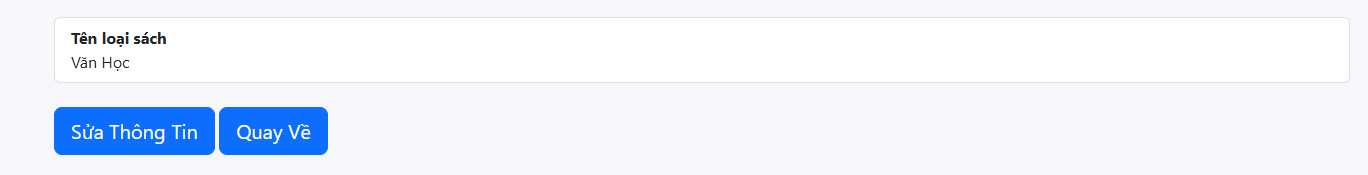 Tên loại sách
Văn Học
Sửa Thông Tin Quay Về